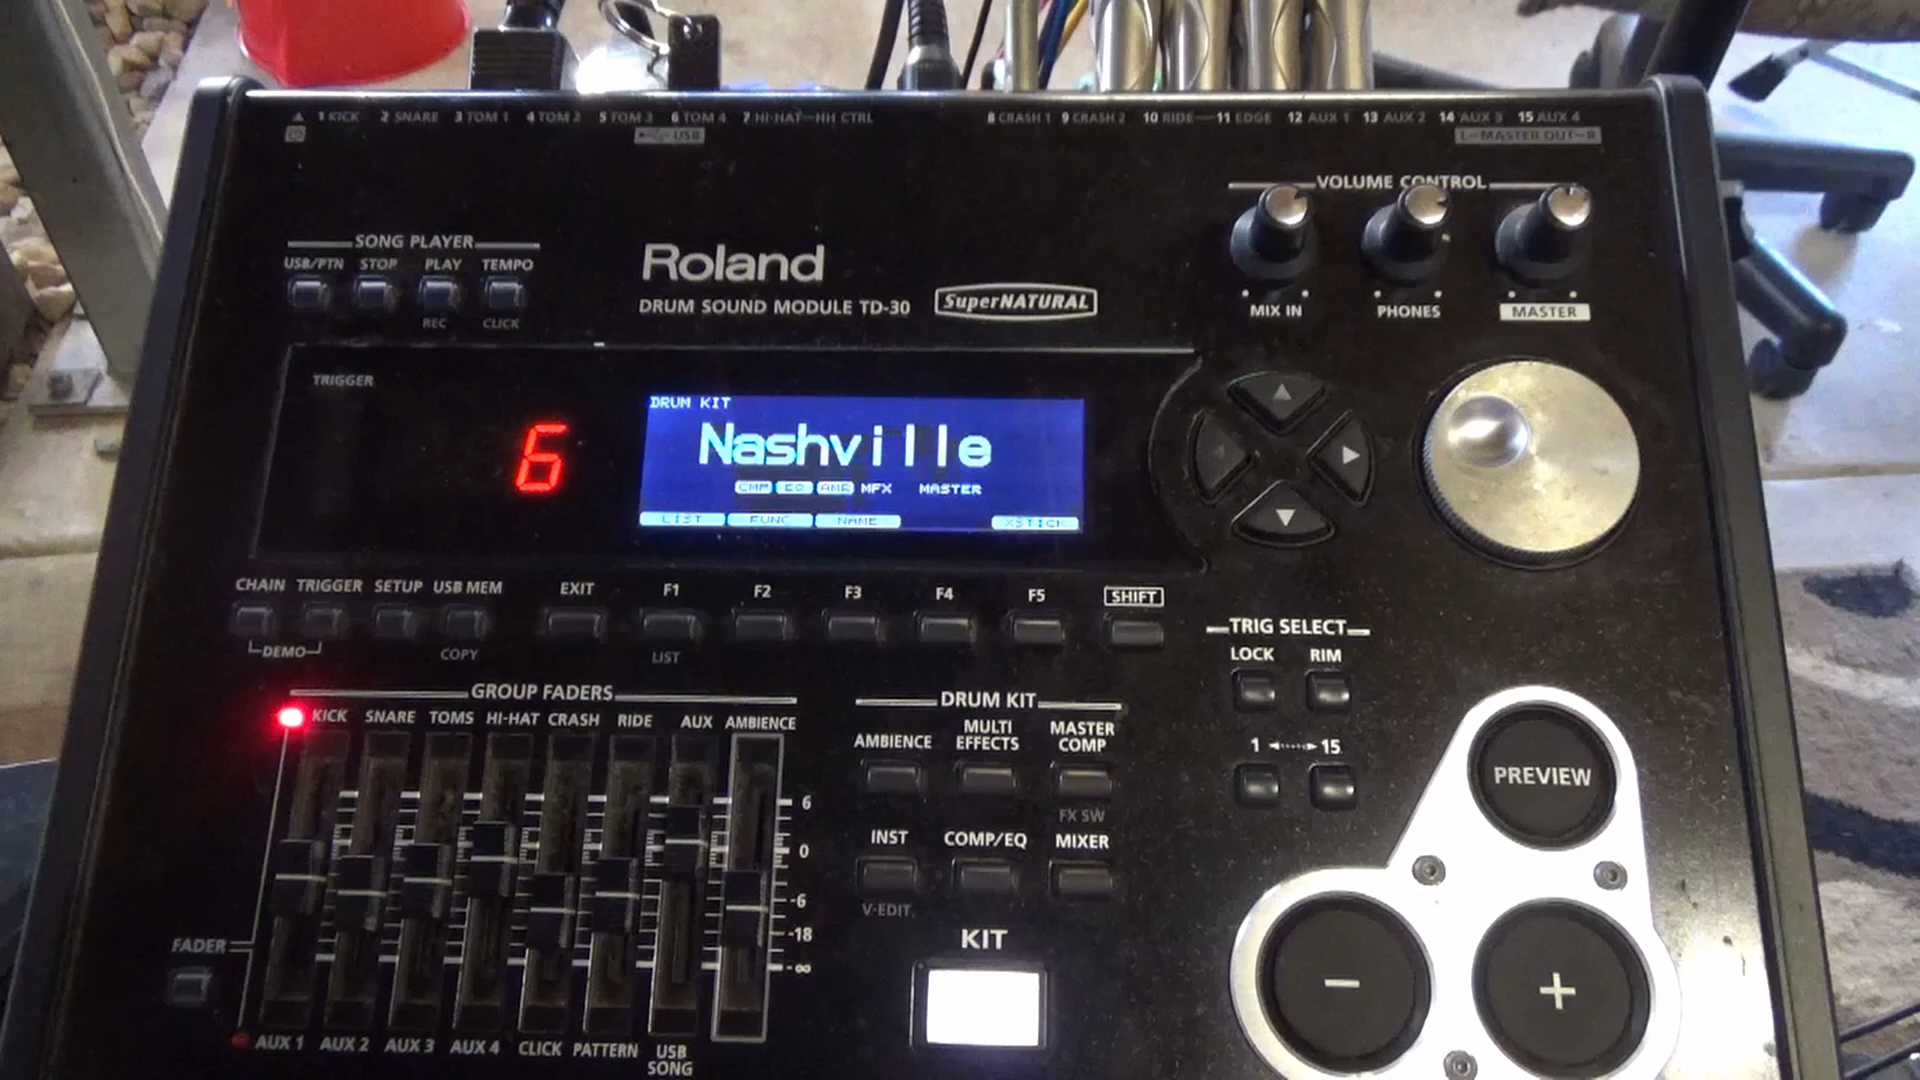 1 KICK 2 SNARE 3 TOM 1 4 TOM 2 5 TOM 3 6 TOM 4 7 HI-HAT—HH CTRL 8 CRASH 1 9 CRASH 2 10 RIDE—11 EDGE 12 AUX 1 13 AUX 2 14 AUX 3 15 AUX 4
USB L—MASTER OUT—R
VOLUME CONTROL
MIX IN PHONES MASTER
SONG PLAYER
USB/PTN STOP PLAY TEMPO
REC CLICK
Roland
DRUM SOUND MODULE TD-30 SuperNATURAL
TRIGGER
6
DRUM KIT
Nashville
CMP EQ AMB MFX MASTER
LIST FUNC NAME XSTICK
CHAIN TRIGGER SETUP USB MEM EXIT F1 F2 F3 F4 F5 SHIFT
DEMO COPY LIST
TRIG SELECT
LOCK RIM
1 15
GROUP FADERS
KICK SNARE TOMS HI-HAT CRASH RIDE AUX AMBIENCE
6
0
-6
-18
-∞
FADER
AUX 1 AUX 2 AUX 3 AUX 4 CLICK PATTERN USB SONG
DRUM KIT
AMBIENCE MULTI EFFECTS MASTER COMP
FX SW
INST COMP/EQ MIXER
V-EDIT
KIT
PREVIEW
- +